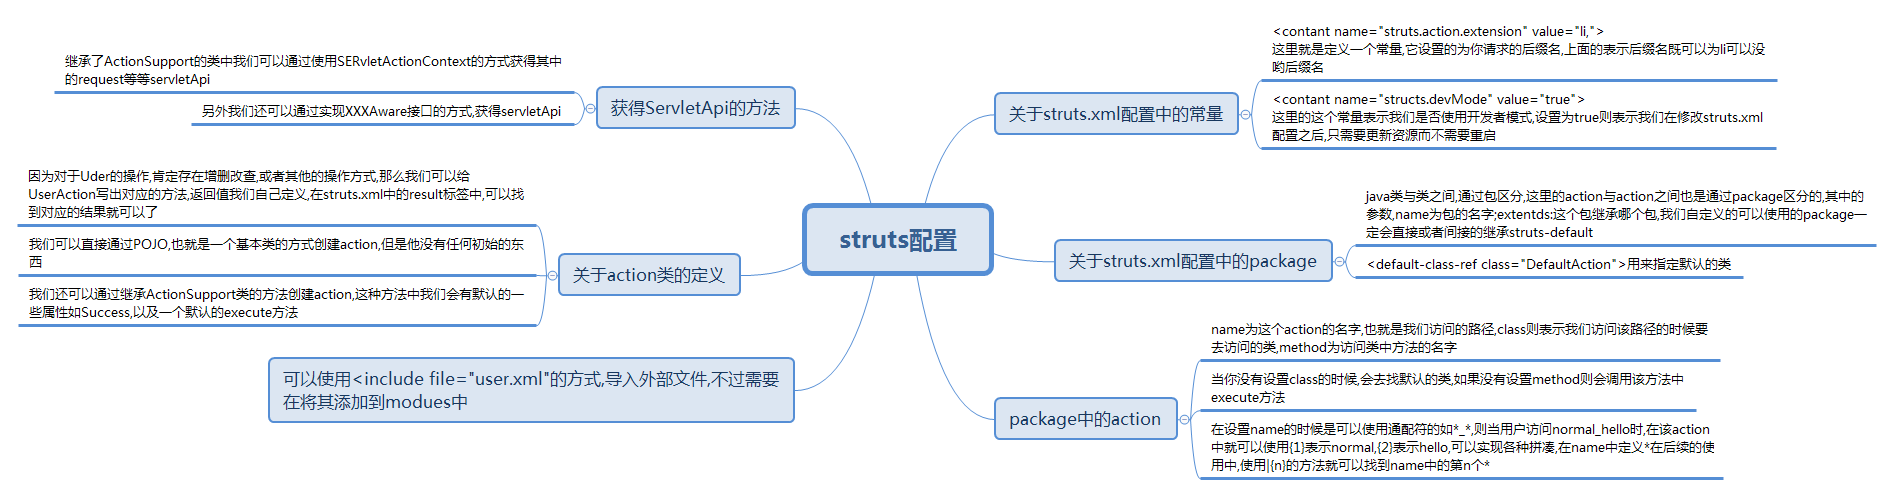 struts配置
获得ServletApi的方法
继承了ActionSupport的类中我们可以通过使用SERvletActionContext的方式获得其中
的request等等servletApi
另外我们还可以通过实现XXXAware接口的方式,获得servletApi
关于action类的定义
因为对于Uder的操作,肯定存在增删改查,或者其他的操作方式,那么我们可以给
UserAction写出对应的方法,返回值我们自己定义,在struts.xml中的result标签中,可以找
到对应的结果就可以了
我们可以直接通过POJO,也就是一个基本类的方式创建action,但是他没有任何初始的东
西
我们还可以通过继承ActionSupport类的方法创建action,这种方法中我们会有默认的一
些属性如Success,以及一个默认的execute方法
可以使用<include file="user.xml"的方式,导入外部文件,不过需要
在将其添加到modues中
关于struts.xml配置中的常量
<contant name="struts.action.extension" value="li,">
这里就是定义一个常量,它设置的为你请求的后缀名,上面的表示后缀名既可以为li可以没
哟后缀名
<contant name="structs.devMode" value="true">
这里的这个常量表示我们是否使用开发者模式,设置为true则表示我们在修改struts.xml
配置之后,只需要更新资源而不需要重启
关于struts.xml配置中的package
java类与类之间,通过包区分,这里的action与action之间也是通过package区分的,其中的
参数,name为包的名字;extentds:这个包继承哪个包,我们自定义的可以使用的package一
定会直接或者间接的继承struts-default
<default-class-ref class="DefaultAction">用来指定默认的类
package中的action
name为这个action的名字,也就是我们访问的路径,class则表示我们访问该路径的时候要
去访问的类,method为访问类中方法的名字
当你没有设置class的时候,会去找默认的类,如果没有设置method则会调用该方法中
execute方法
在设置name的时候是可以使用通配符的如*_*,则当用户访问normal_hello时,在该action
中就可以使用{1}表示normal,{2}表示hello,可以实现各种拼凑,在name中定义*在后续的使
用中,使用|{n}的方法就可以找到name中的第n个*